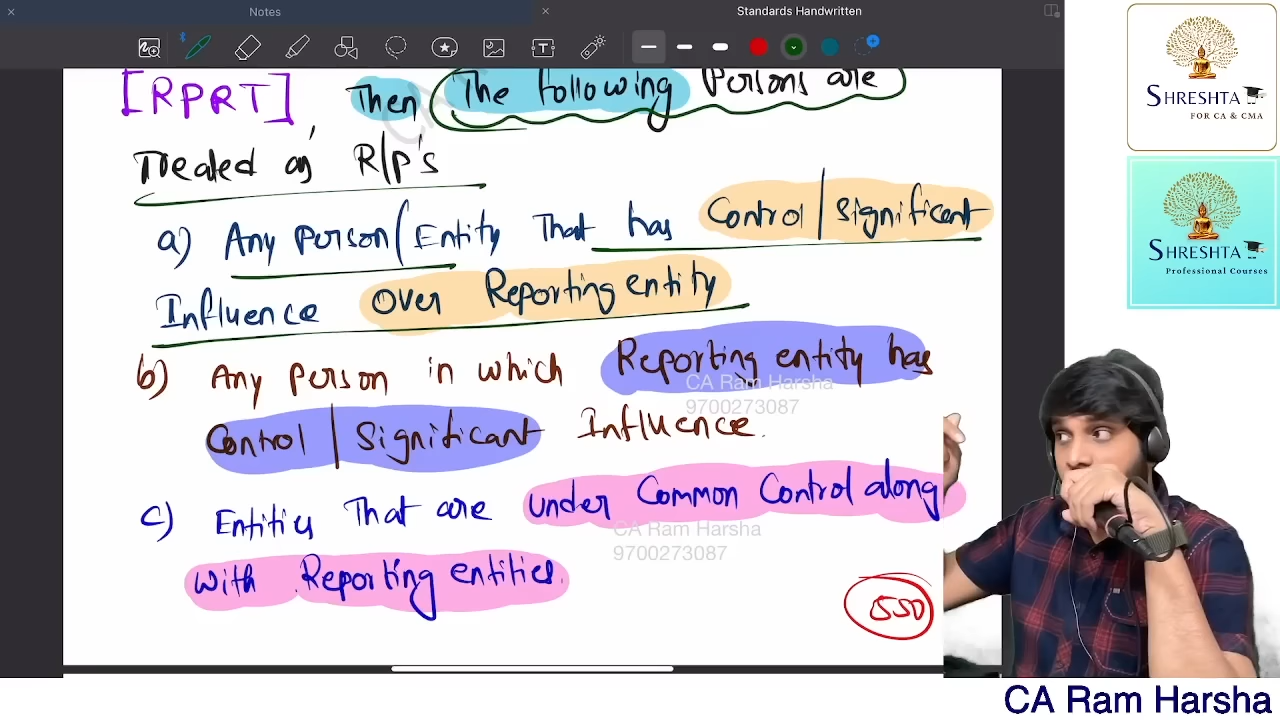 Notes
Standards Handwritten
[RPRT] Then The following Persons are
Treated as R/P's
a) Any Person/Entity That has Control/Significant
Influence Over Reporting entity
b) Any Person in which Reporting entity has
Control/Significant Influence.
c) Entities That are under Common Control along
with Reporting entities.
550
CA Ram Harsha
9700273087
CA Ram Harsha
9700273087
SHRESHTA
FOR CA & CMA
SHRESHTA
Professional Courses
CA Ram Harsha